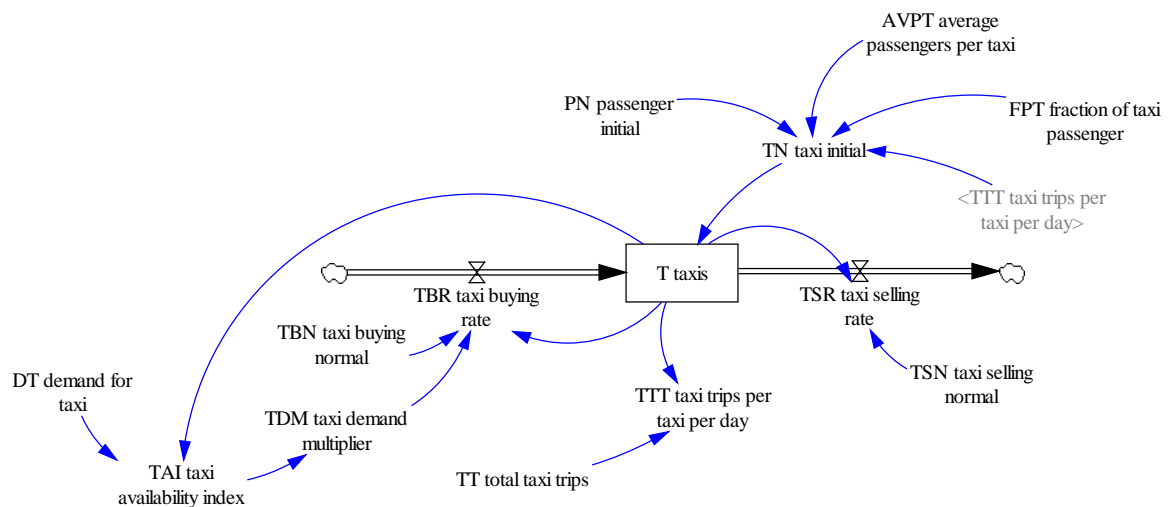 AVPT average
passengers per taxi
PN passenger
initial
FPT fraction of taxi
passenger
TN taxi initial
<TTT taxi trips per
taxi per day>
T taxis
TBR taxi buying
rate
TSR taxi selling
rate
TBN taxi buying
normal
DT demand for
taxi
TDM taxi demand
multiplier
TTT taxi trips per
taxi per day
TSN taxi selling
normal
TAI taxi
availability index
TT total taxi trips